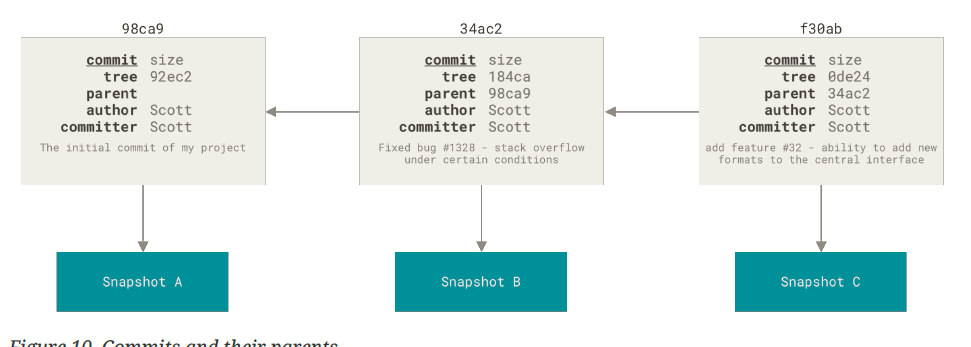 98ca9
commit size
tree 92ec2
parent
author Scott
committer Scott
The initial commit of my project
Snapshot A
34ac2
commit size
tree 184ca
parent 98ca9
author Scott
committer Scott
Fixed bug #1328 - stack overflow
under certain conditions
Snapshot B
f30ab
commit size
tree 0de24
parent 34ac2
author Scott
committer Scott
add feature #32 - ability to add new
formats to the central interface
Snapshot C
Figure 10. Commits and their parents